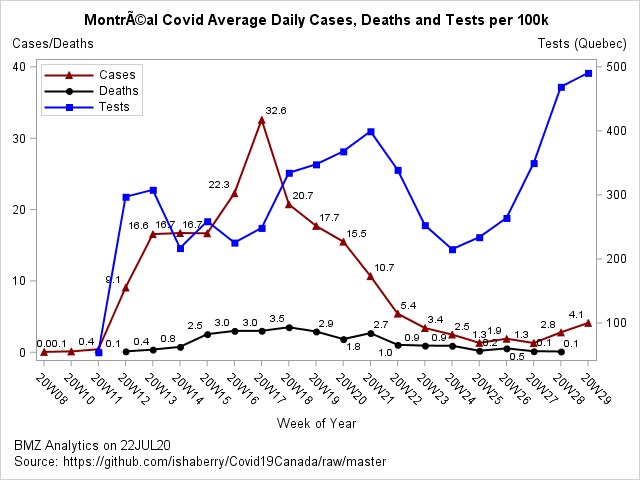 MontrÃ©al Covid Average Daily Cases, Deaths and Tests per 100k
Cases/Deaths Tests (Quebec)
40 500
Cases
Deaths
Tests
32.6
30 400
22.3
20.7
20 300
16.6 16.7 16.7 17.7
15.5
10.7
10 9.1 200
5.4
3.4
2.5
4.1
2.8
1.3 1.9 1.3
100
0.0 0.1 0.4 0.1 0.4 0.8 2.5 3.0 3.0 3.5 2.9 1.8 2.7 1.0 0.9 0.9 0.2 0.5 0.1 0.1
0
20W08 20W10 20W11 20W12 20W13 20W14 20W15 20W16 20W17 20W18 20W19 20W20 20W21 20W22 20W23 20W24 20W25 20W26 20W27 20W28 20W29
Week of Year
BMZ Analytics on 22JUL20
Source: https://github.com/ishaberry/Covid19Canada/raw/master